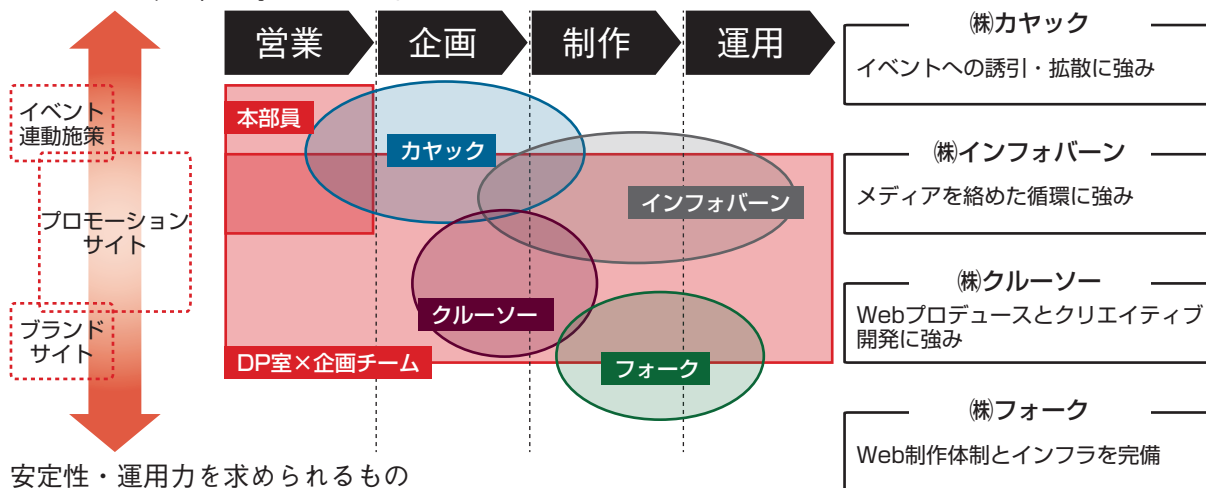 営業
企画
制作
運用
イベント
連動施策
プロモーション
サイト
ブランド
サイト
本部員
カヤック
インフォバーン
クルーソー
フォーク
DP室×企画チーム
安定性・運用力を求められるもの
㈱カヤック
イベントへの誘引・拡散に強み
㈱インフォバーン
メディアを絡めた循環に強み
㈱クルーソー
Webプロデュースとクリエイティブ
開発に強み
㈱フォーク
Web制作体制とインフラを完備